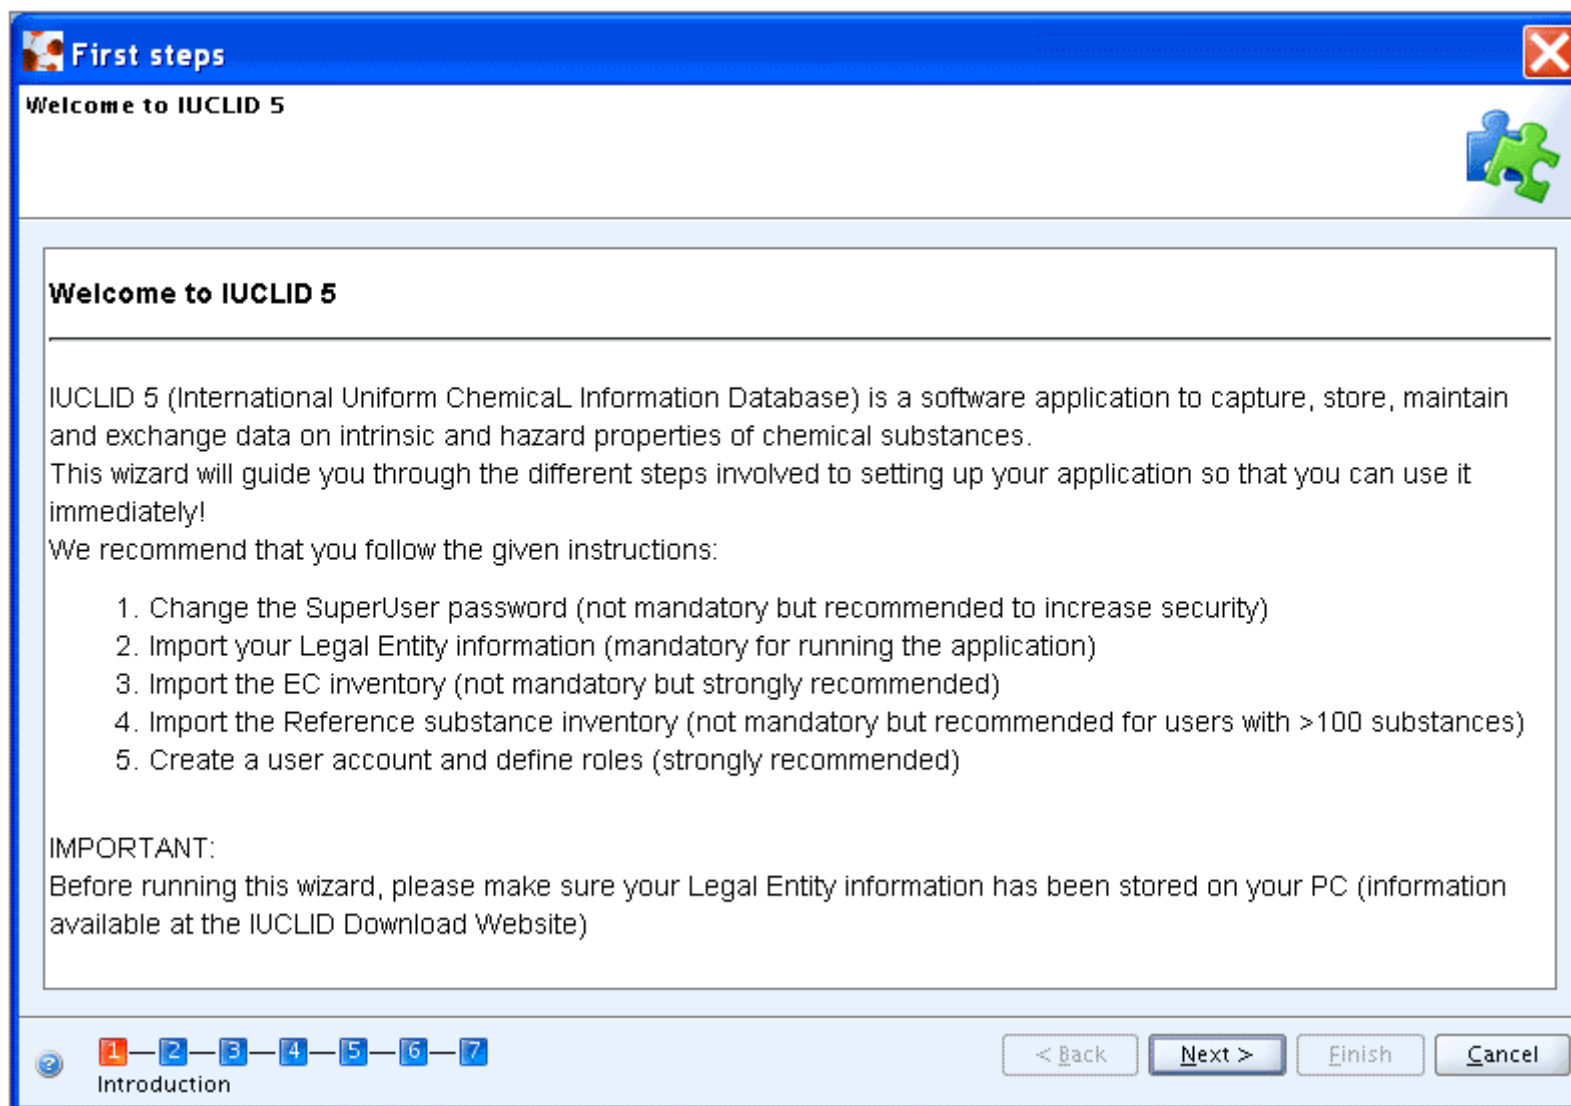 First steps
Welcome to IUCLID 5
Welcome to IUCLID 5
IUCLID 5 (International Uniform ChemicaL Information Database) is a software application to capture, store, maintain
and exchange data on intrinsic and hazard properties of chemical substances.
This wizard will guide you through the different steps involved to setting up your application so that you can use it
immediately!
We recommend that you follow the given instructions:
1. Change the SuperUser password (not mandatory but recommended to increase security)
2. Import your Legal Entity information (mandatory for running the application)
3. Import the EC inventory (not mandatory but strongly recommended)
4. Import the Reference substance inventory (not mandatory but recommended for users with >100 substances)
5. Create a user account and define roles (strongly recommended)
IMPORTANT:
Before running this wizard, please make sure your Legal Entity information has been stored on your PC (information
available at the IUCLID Download Website)
? 1 2 3 4 5 6 7 < Back Next > Finish Cancel
Introduction